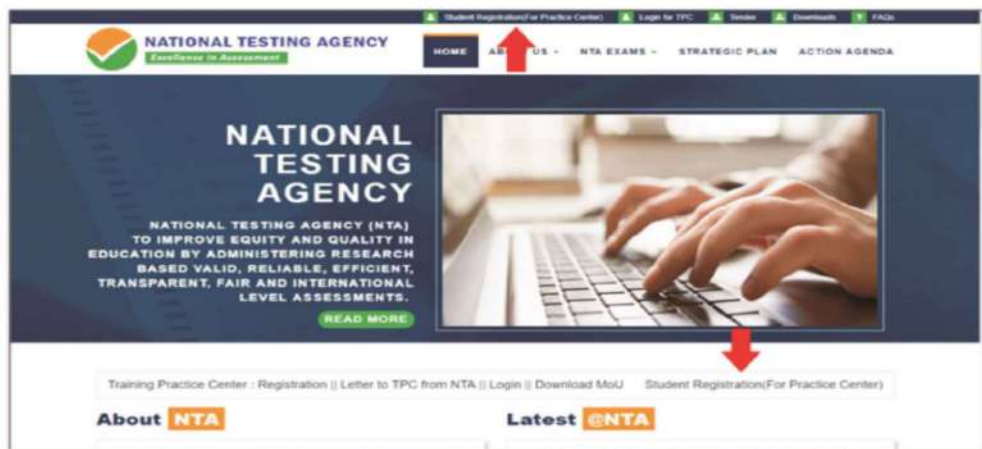 Student Registration(For Practice Center) Login for TPC Tender Downloads FAQs
NATIONAL TESTING AGENCY
Excellence in Assessment
HOME AB US NTA EXAMS STRATEGIC PLAN ACTION AGENDA
NATIONAL
TESTING
AGENCY
NATIONAL TESTING AGENCY (NTA)
TO IMPROVE EQUITY AND QUALITY IN
EDUCATION BY ADMINISTERING RESEARCH
BASED VALID, RELIABLE, EFFICIENT,
TRANSPARENT, FAIR AND INTERNATIONAL
LEVEL ASSESSMENTS.
READ MORE
Training Practice Center : Registration || Letter to TPC from NTA || Login || Download MoU Student Registration(For Practice Center)
About NTA
Latest @NTA